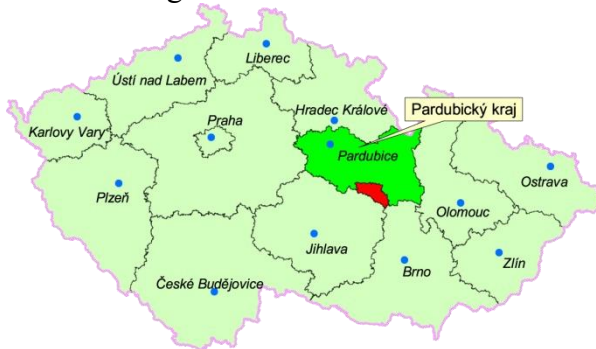 Liberec
Ústí nad Labem
Hradec Králové
Pardubický kraj
Karlovy Vary
Praha
Pardubice
Ostrava
Plzeň
Olomouc
Jihlava
Zlín
Brno
České Budějovice